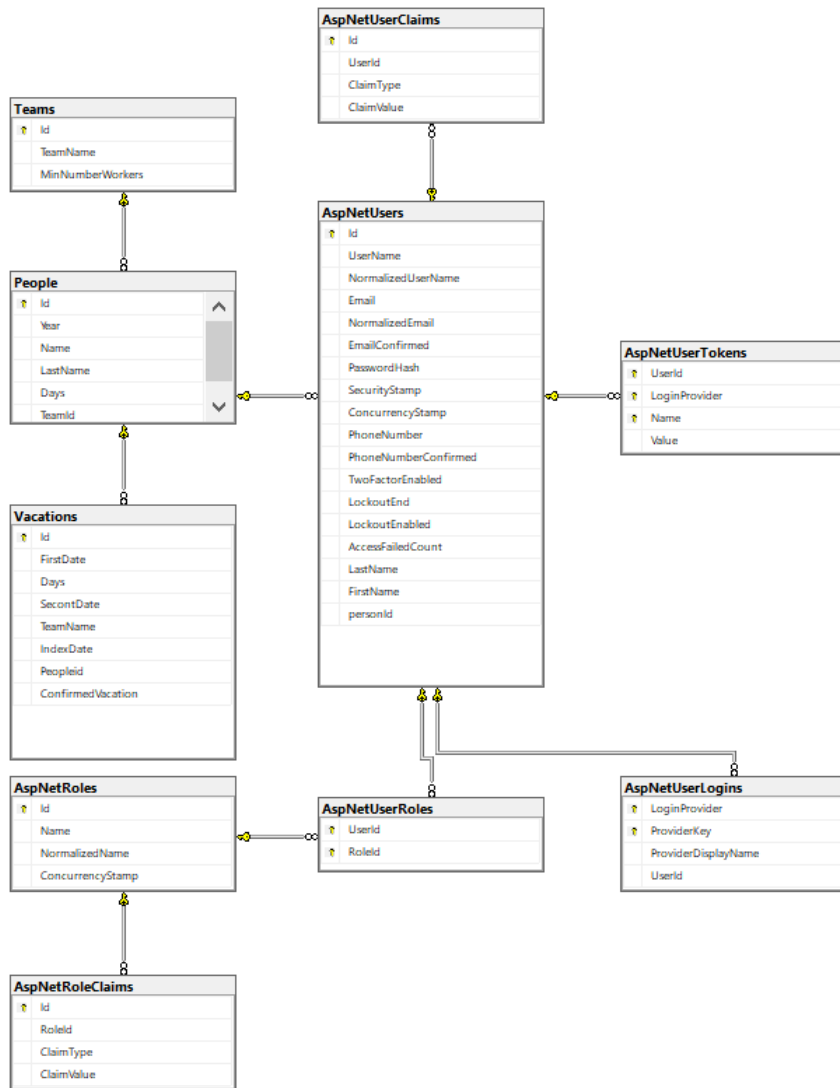 AspNetUserClaims
Id
UserId
ClaimType
ClaimValue
Teams
Id
TeamName
MinNumberWorkers
AspNetUsers
Id
UserName
NormalizedUserName
Email
NormalizedEmail
EmailConfirmed
PasswordHash
SecurityStamp
ConcurrencyStamp
PhoneNumber
PhoneNumberConfirmed
TwoFactorEnabled
LockoutEnd
LockoutEnabled
AccessFailedCount
LastName
FirstName
personId
People
Id
Year
Name
LastName
Days
TeamId
AspNetUserTokens
UserId
LoginProvider
Name
Value
Vacations
Id
FirstDate
Days
SecontDate
TeamName
IndexDate
Peopleid
ConfirmedVacation
AspNetRoles
Id
Name
NormalizedName
ConcurrencyStamp
AspNetUserRoles
UserId
RoleId
AspNetUserLogins
LoginProvider
ProviderKey
ProviderDisplayName
UserId
AspNetRoleClaims
Id
RoleId
ClaimType
ClaimValue